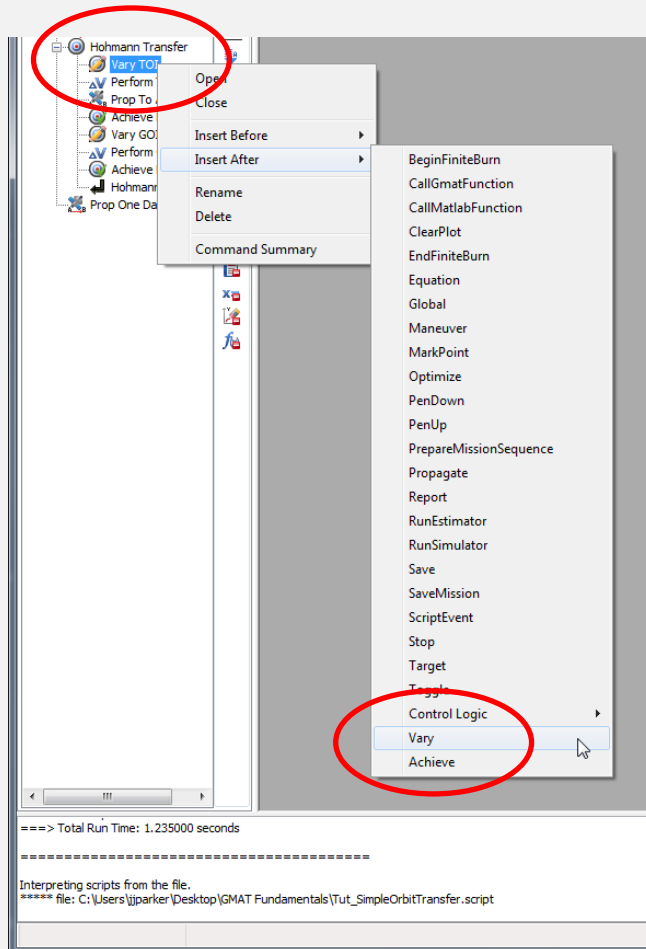 Hohmann Transfer
Vary TOI
Perform
Prop To
Achieve
Vary GOI
Perform
Achieve
Hohmann
Prop One Da
Open
Close
Insert Before
Insert After
Rename
Delete
Command Summary
BeginFiniteBurn
CallGmatFunction
CallMatlabFunction
ClearPlot
EndFiniteBurn
Equation
Global
Maneuver
MarkPoint
Optimize
PenDown
PenUp
PrepareMissionSequence
Propagate
Report
RunEstimator
RunSimulator
Save
SaveMission
ScriptEvent
Stop
Target
Toggle
Control Logic
Vary
Achieve
===> Total Run Time: 1.235000 seconds
========================================
Interpreting scripts from the file.
***** file: C:\Users\jjparker\Desktop\GMAT Fundamentals\Tut_SimpleOrbitTransfer.script